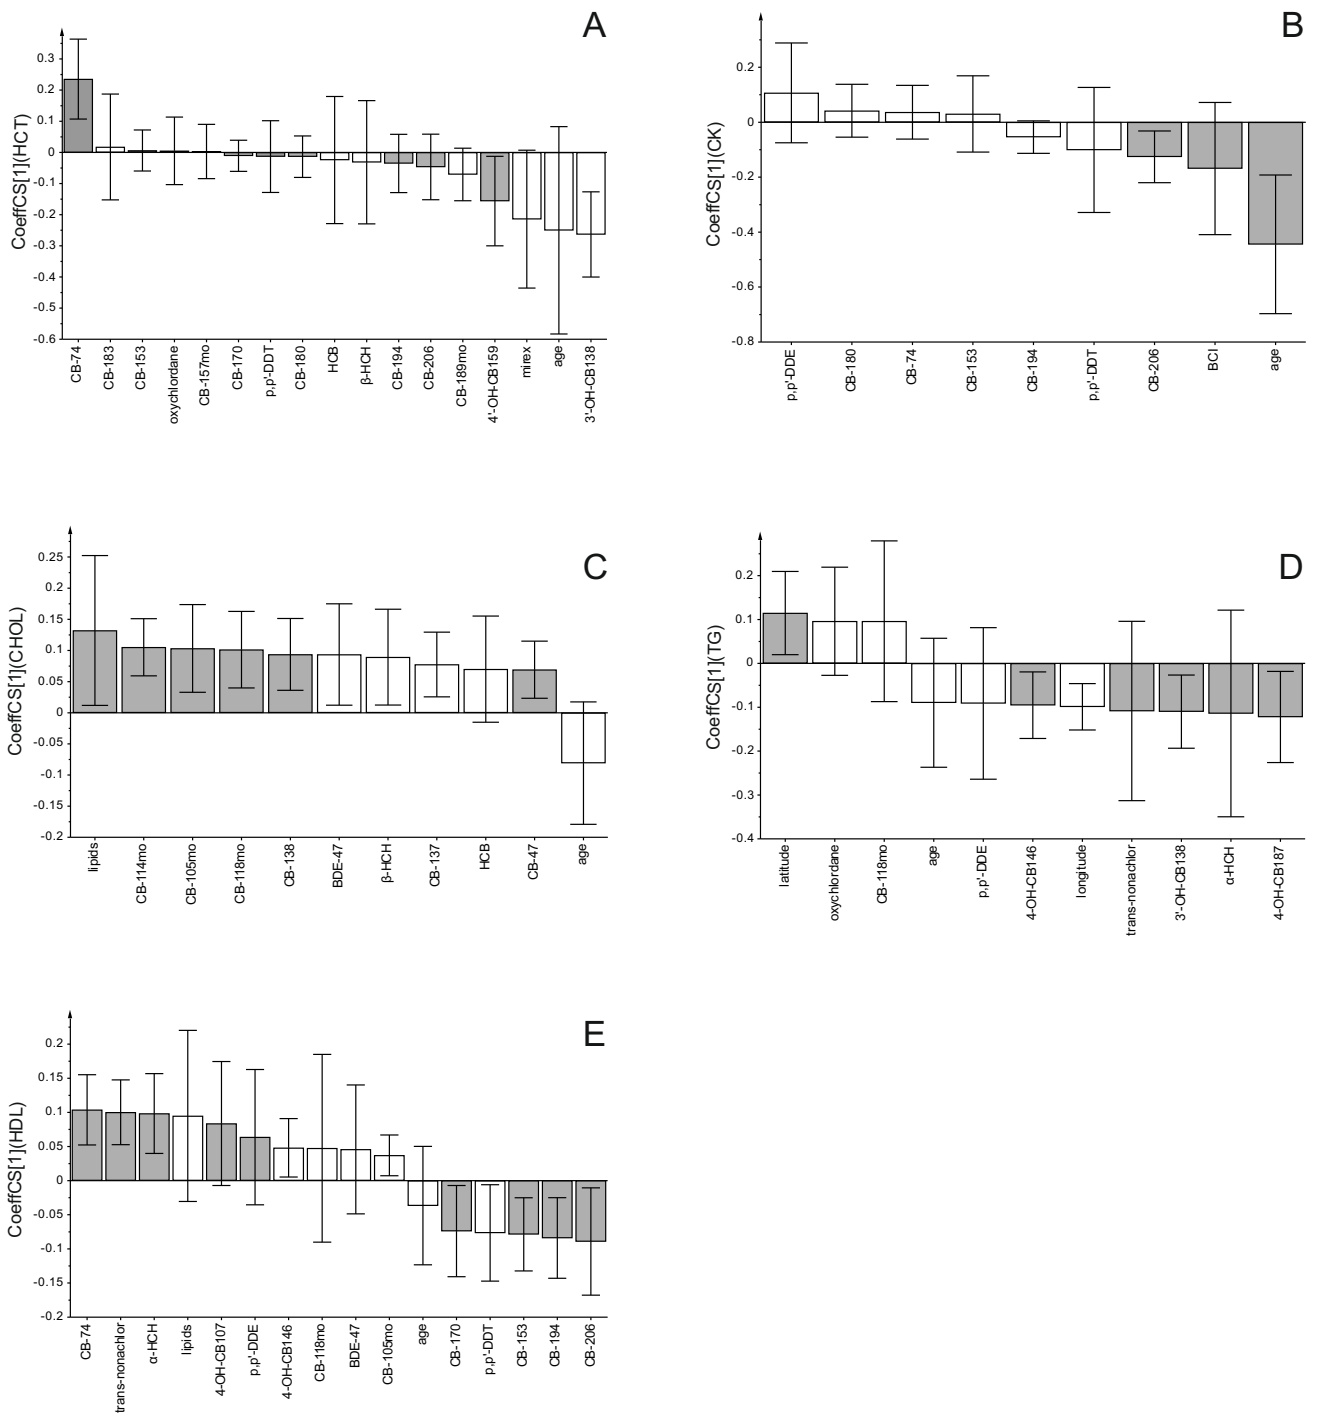 A
CoeffCS[1](HCT)
0.3
0.2
0.1
0
-0.1
-0.2
-0.3
-0.4
-0.5
-0.6
CB-74
CB-183
CB-153
oxychlordane
CB-157mo
CB-170
p,p'-DDT
CB-180
HCB
β-HCH
CB-194
CB-206
CB-189mo
4'-OH-CB159
mirex
age
3'-OH-CB138
B
CoeffCS[1](CK)
0.2
0
-0.2
-0.4
-0.6
-0.8
p,p'-DDE
CB-180
CB-74
CB-153
CB-194
p,p'-DDT
CB-206
BCI
age
C
CoeffCS[1](CHOL)
0.25
0.2
0.15
0.1
0.05
0
-0.05
-0.1
-0.15
-0.2
lipids
CB-114mo
CB-105mo
CB-118mo
CB-138
BDE-47
β-HCH
CB-137
HCB
CB-47
age
D
CoeffCS[1](TG)
0.2
0.1
0
-0.1
-0.2
-0.3
-0.4
latitude
oxychlordane
CB-118mo
age
p,p'-DDE
4-OH-CB146
longitude
trans-nonachlor
3'-OH-CB138
α-HCH
4-OH-CB187
E
CoeffCS[1](HDL)
0.2
0.15
0.1
0.05
0
-0.05
-0.1
-0.15
-0.2
CB-74
trans-nonachlor
α-HCH
lipids
4-OH-CB107
p,p'-DDE
4-OH-CB146
CB-118mo
BDE-47
CB-105mo
age
CB-170
p,p'-DDT
CB-153
CB-194
CB-206